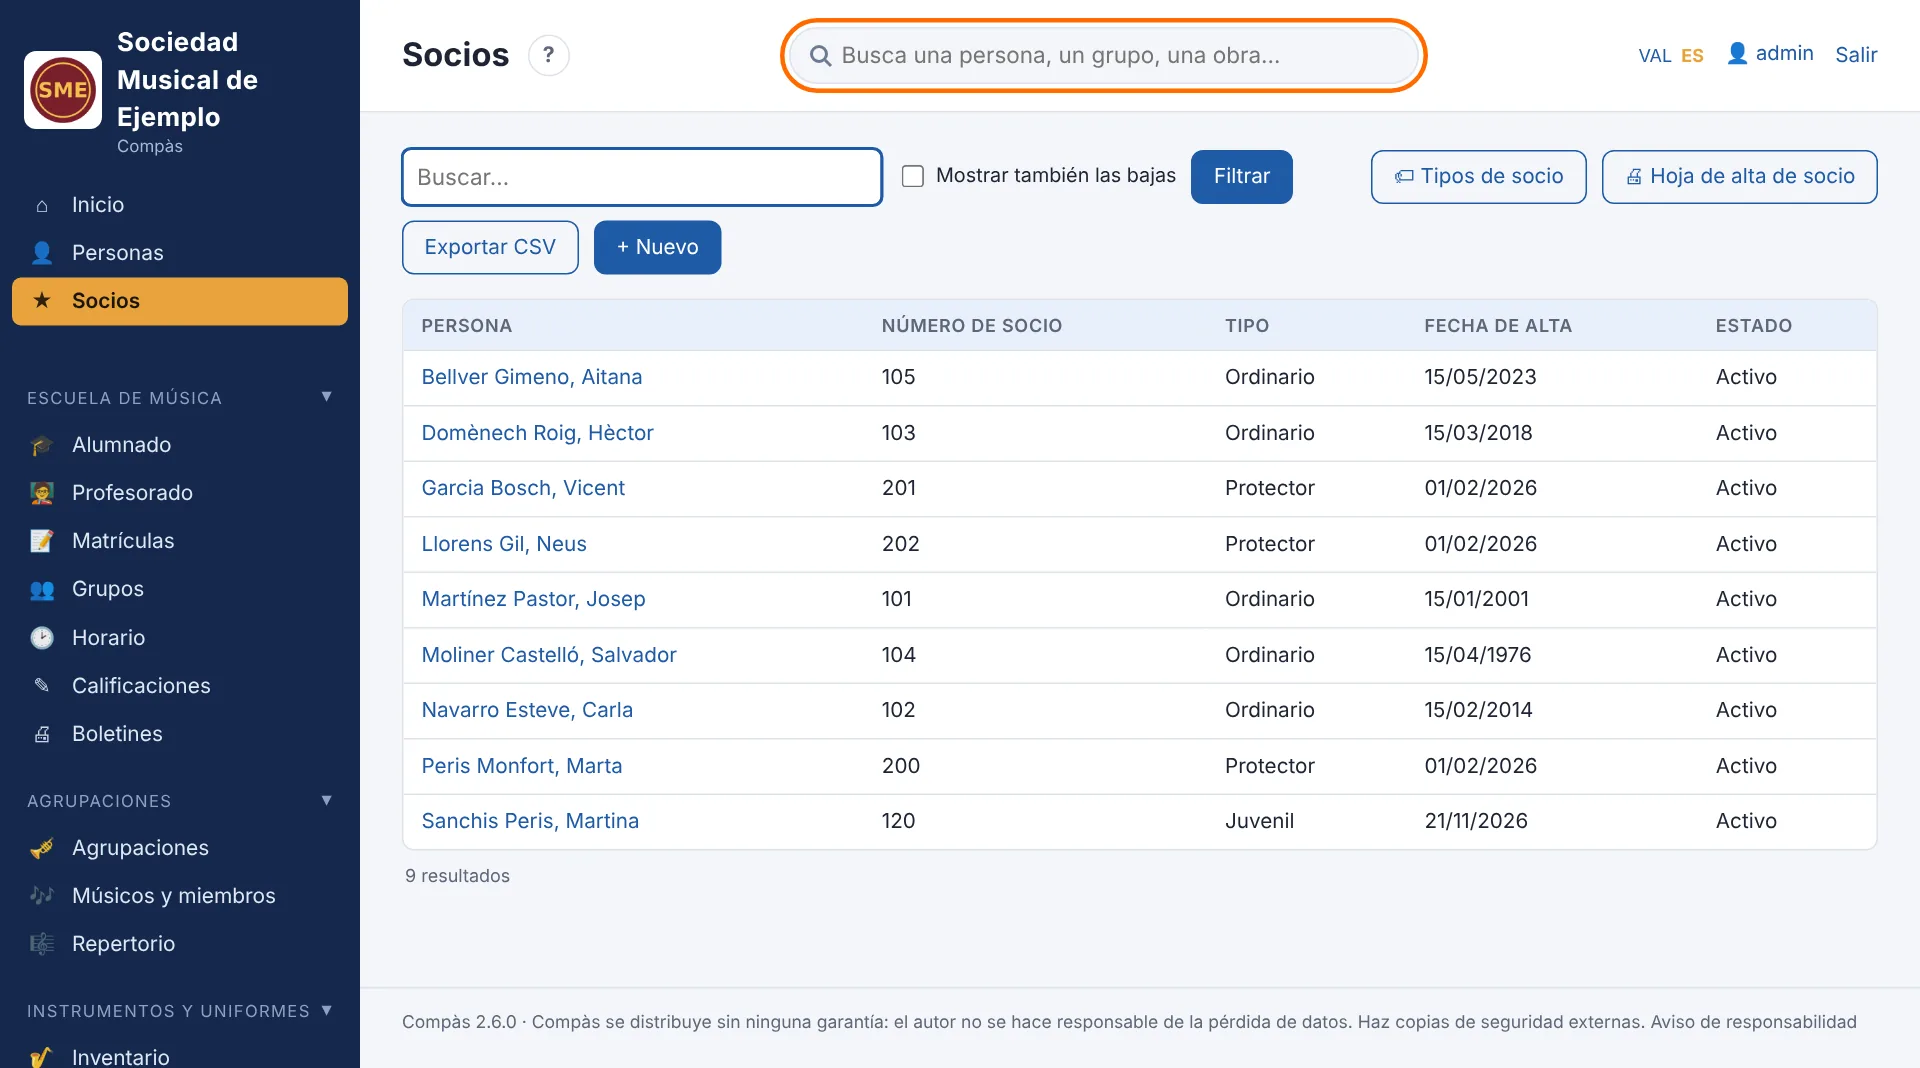 SME
Sociedad
Musical de
Ejemplo
Compàs
Inicio
Personas
Socios
ESCUELA DE MÚSICA
Alumnado
Profesorado
Matrículas
Grupos
Horario
Calificaciones
Boletines
AGRUPACIONES
Agrupaciones
Músicos y miembros
Repertorio
INSTRUMENTOS Y UNIFORMES
Inventario
Socios ?
Busca una persona, un grupo, una obra...
VAL ES admin Salir
Buscar... Mostrar también las bajas Filtrar Tipos de socio Hoja de alta de socio
Exportar CSV + Nuevo
PERSONA NÚMERO DE SOCIO TIPO FECHA DE ALTA ESTADO
Bellver Gimeno, Aitana 105 Ordinario 15/05/2023 Activo
Domènech Roig, Hèctor 103 Ordinario 15/03/2018 Activo
Garcia Bosch, Vicent 201 Protector 01/02/2026 Activo
Llorens Gil, Neus 202 Protector 01/02/2026 Activo
Martínez Pastor, Josep 101 Ordinario 15/01/2001 Activo
Moliner Castelló, Salvador 104 Ordinario 15/04/1976 Activo
Navarro Esteve, Carla 102 Ordinario 15/02/2014 Activo
Peris Monfort, Marta 200 Protector 01/02/2026 Activo
Sanchis Peris, Martina 120 Juvenil 21/11/2026 Activo
9 resultados
Compàs 2.6.0 · Compàs se distribuye sin ninguna garantía: el autor no se hace responsable de la pérdida de datos. Haz copias de seguridad externas. Aviso de responsabilidad